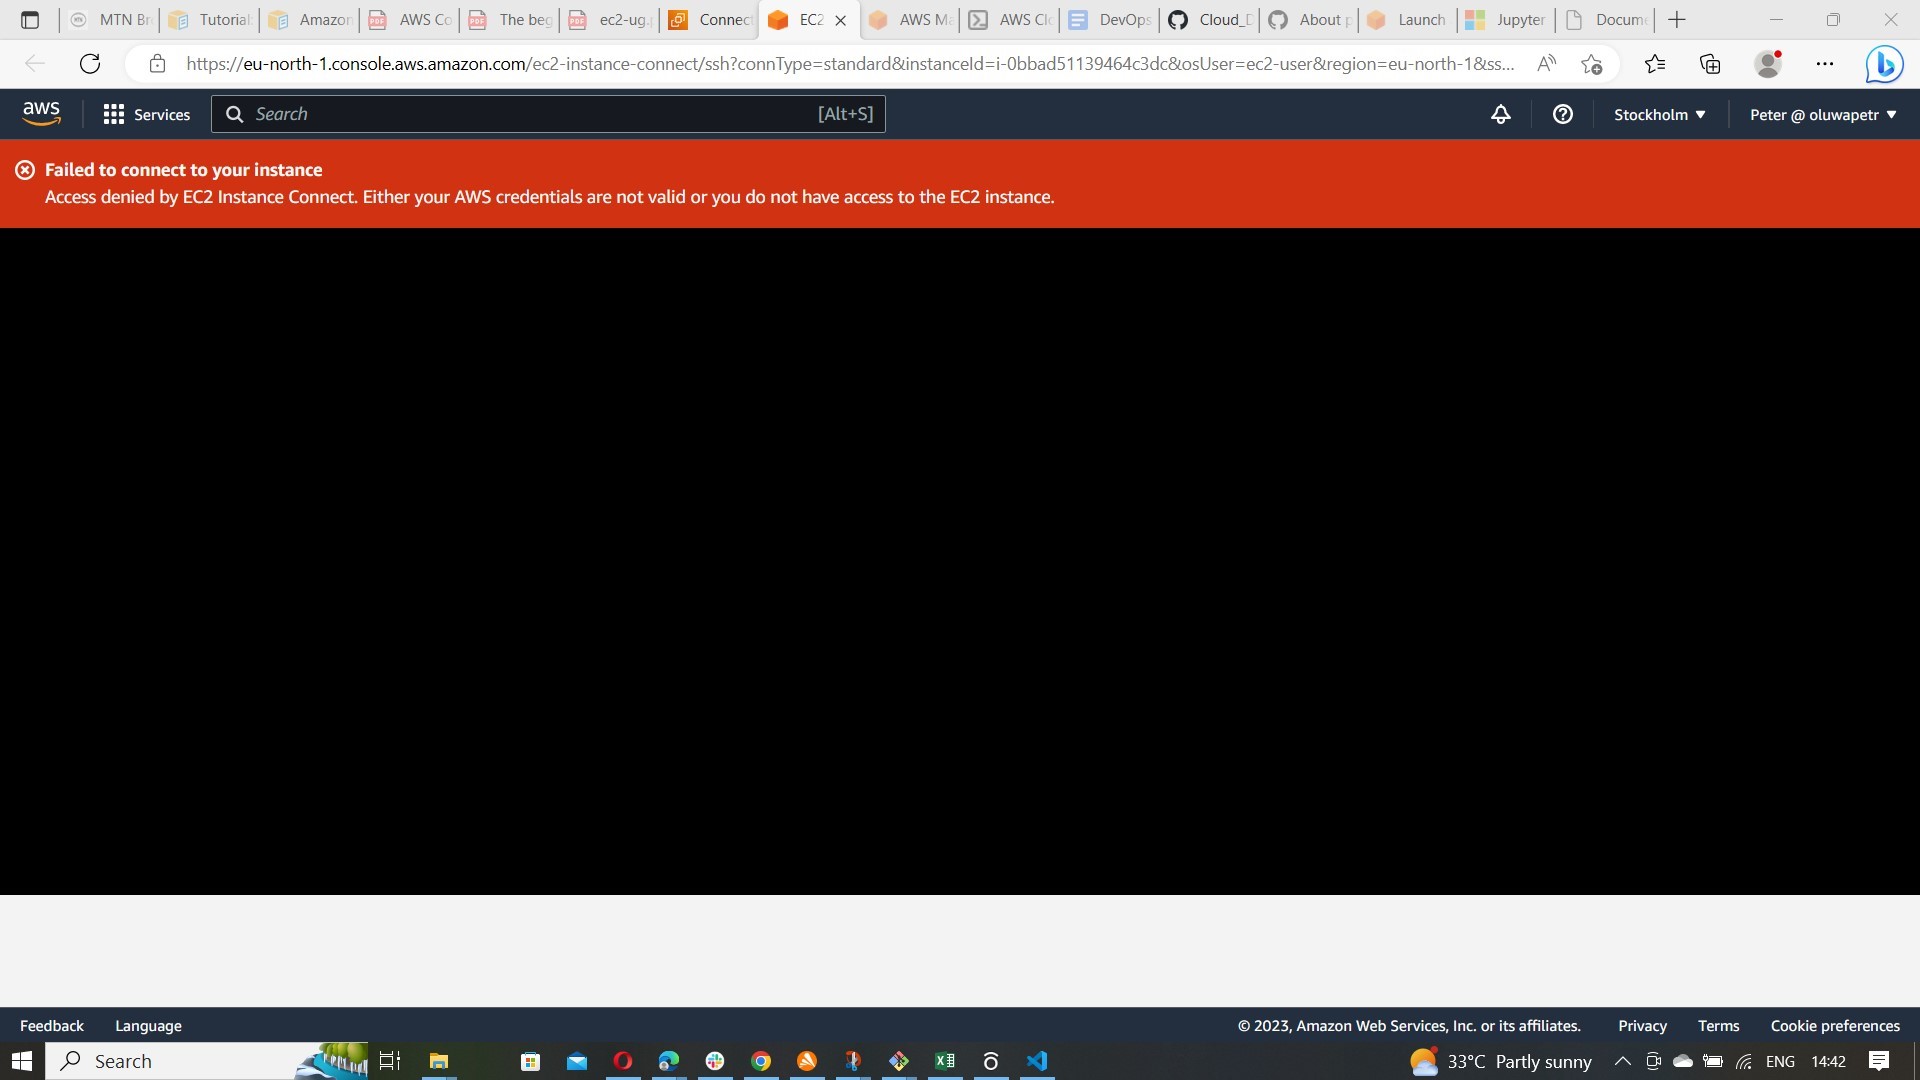 MTN Br
Tutorial
Amazon
AWS Co
The beg
ec2-ug.
Connec
EC2
AWS Ma
AWS Clo
DevOps
Cloud_D
About p
Launch
Jupyter
Docume
https://eu-north-1.console.aws.amazon.com/ec2-instance-connect/ssh?connType=standard&instanceId=i-0bbad51139464c3dc&osUser=ec2-user&region=eu-north-1&ss...
aws
Services
Search
[Alt+S]
Stockholm
Peter @ oluwapetr
Failed to connect to your instance
Access denied by EC2 Instance Connect. Either your AWS credentials are not valid or you do not have access to the EC2 instance.
Feedback
Language
© 2023, Amazon Web Services, Inc. or its affiliates.
Privacy
Terms
Cookie preferences
Search
33°C Partly sunny
ENG
14:42